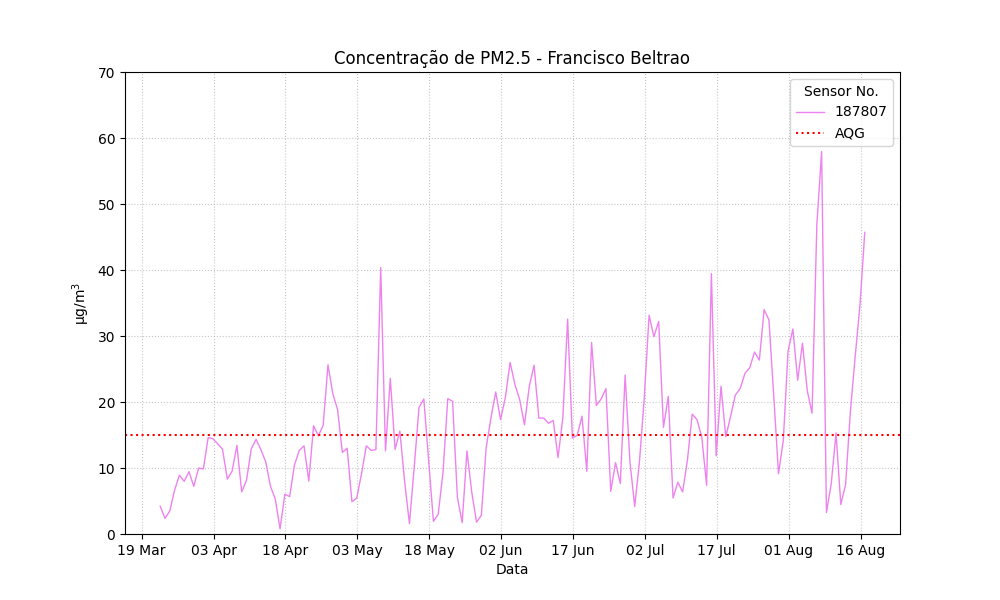 Concentração de PM2.5 - Francisco Beltrao
Sensor No.
187807
AQG
µg/m³
70
60
50
40
30
20
10
0
19 Mar
03 Apr
18 Apr
03 May
18 May
02 Jun
17 Jun
02 Jul
17 Jul
01 Aug
16 Aug
Data